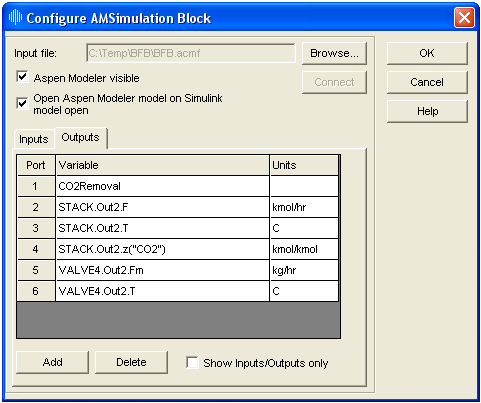 Configure AMSimulation Block
Input file: C:\Temp\BFB\BFB.acmf Browse... OK
Aspen Modeler visible Connect Cancel
Open Aspen Modeler model on Simulink
model open
Help
Inputs Outputs
Port Variable Units
1 CO2Removal
2 STACK.Out2.F kmol/hr
3 STACK.Out2.T C
4 STACK.Out2.z("CO2") kmol/kmol
5 VALVE4.Out2.Fm kg/hr
6 VALVE4.Out2.T C
Add Delete Show Inputs/Outputs only